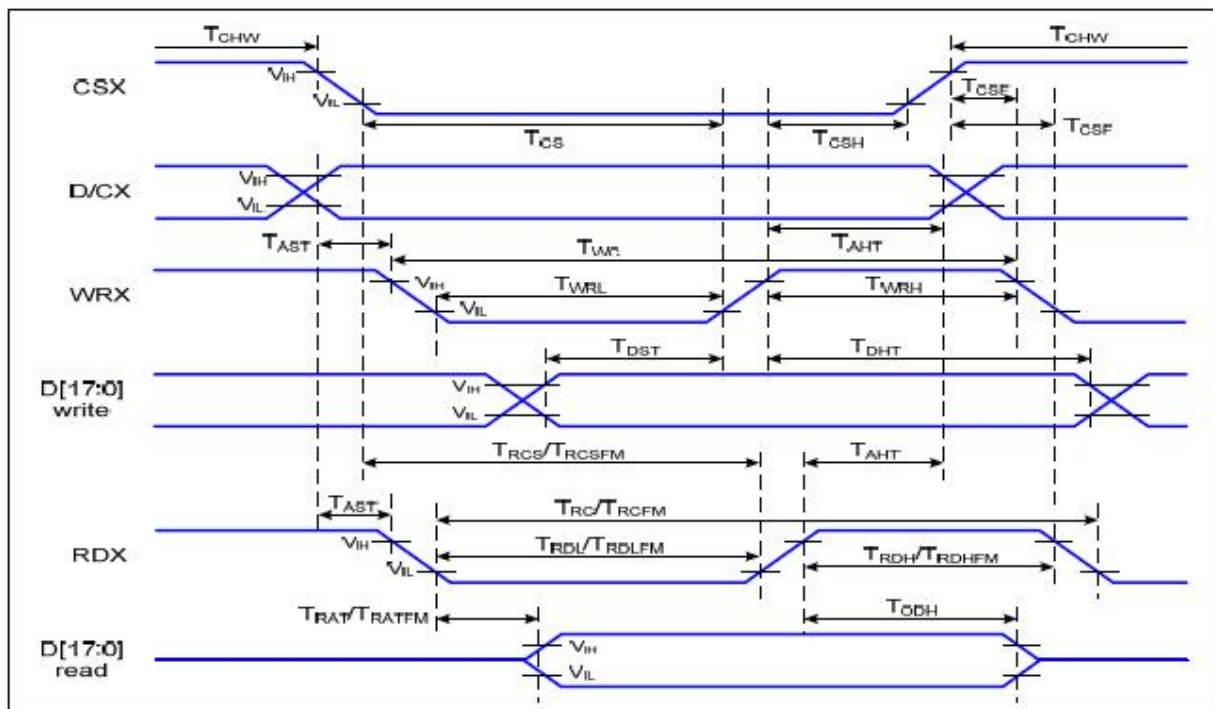 TCHW TCHW
VIH
CSX
VIL
TCSF
TCS TCSH
VIH
D/CX
VIL
TAST TWC TAHT
VIH
WRX TWRL TWRH
VIL
TDST TDHT
D[17:0] VIH
write VIL
TRCS/TRCSFM TAHT
TAST TRC/TRCFM
RDX VIH
TRDL/TRDLFM TRDH/TRDHFM
VIL
TRAT/TRATFM TODH
D[17:0] VIH
read VIL